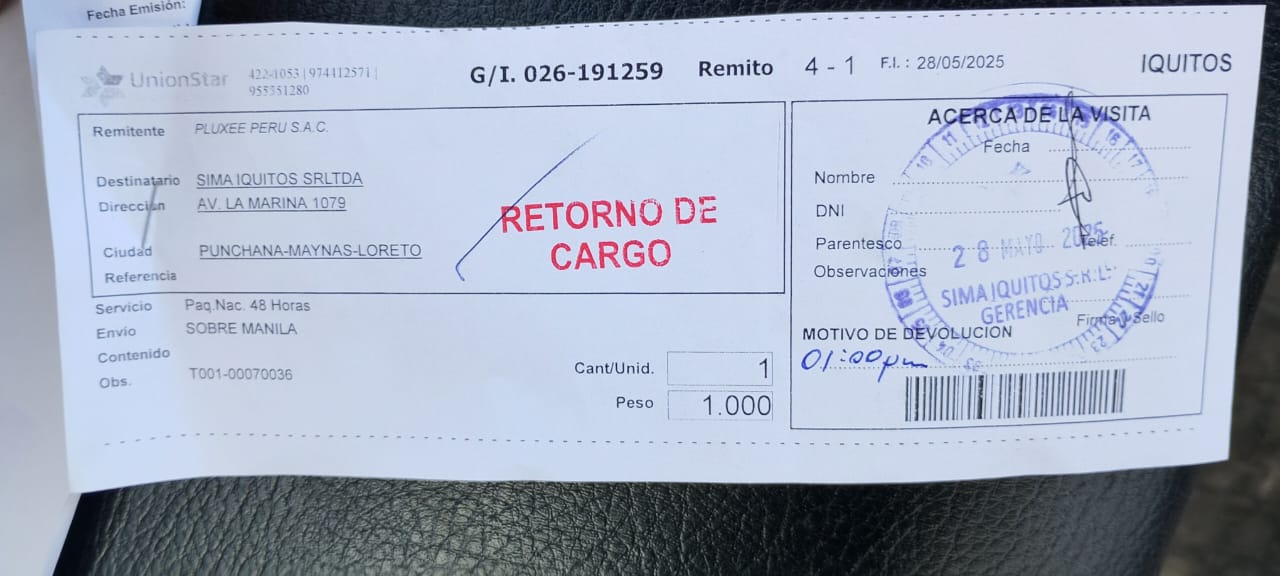 Fecha Emisión:
UnionStar
422-1053 | 974412571 |
955351280
G/I. 026-191259 Remito 4 - 1 F.I. : 28/05/2025 IQUITOS
Remitente PLUXEE PERU S.A.C.
Destinatario SIMA IQUITOS SRLTDA
Dirección AV. LA MARINA 1079
Ciudad PUNCHANA-MAYNAS-LORETO
Referencia
RETORNO DE
CARGO
Servicio Paq.Nac. 48 Horas
Envio SOBRE MANILA
Contenido
Obs. T001-00070036
Cant/Unid. 1
Peso 1.000
ACERCA DE LA VISITA
Fecha
Nombre
DNI
Parentesco Teléf.
Observaciones
28 MAYO 2025
SIMA IQUITOS S.R.L.
GERENCIA
Firma y Sello
MOTIVO DE DEVOLUCION
01:00pm